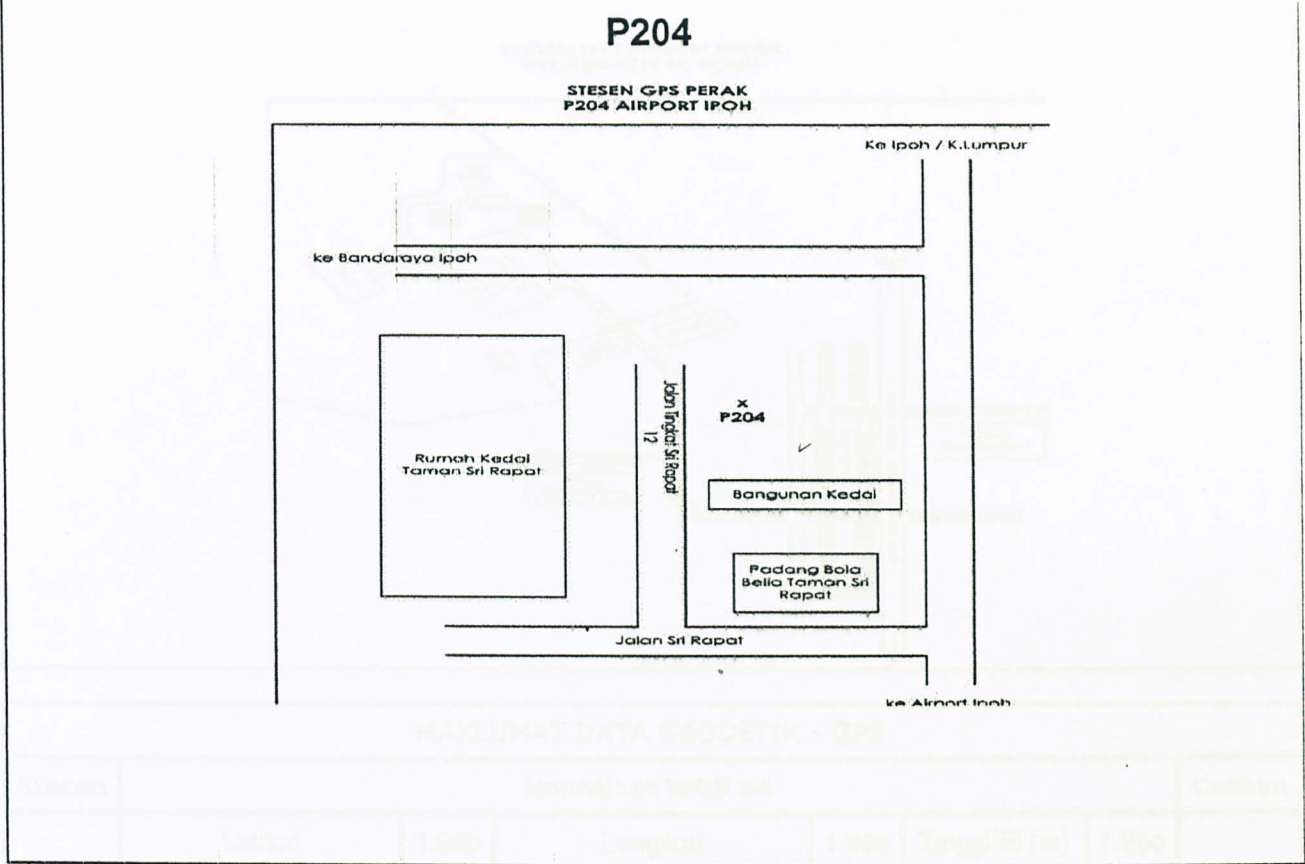 P204
STESEN GPS PERAK
P204 AIRPORT IPOH
Ke Ipoh / K.Lumpur
ke Bandaraya Ipoh
Jalan Tingkat Sri Rapat
12
x
P204
Rumah Kedai
Taman Sri Rapat
Bangunan Kedai
Padang Bola
Belia Taman Sri
Rapat
Jalan Sri Rapat
ke Airport Ipoh
MAKLUMAT DATA GEODETIK - GPS
Stesen
Koordinat WGS 84
Catitan
Latitud
Longitud